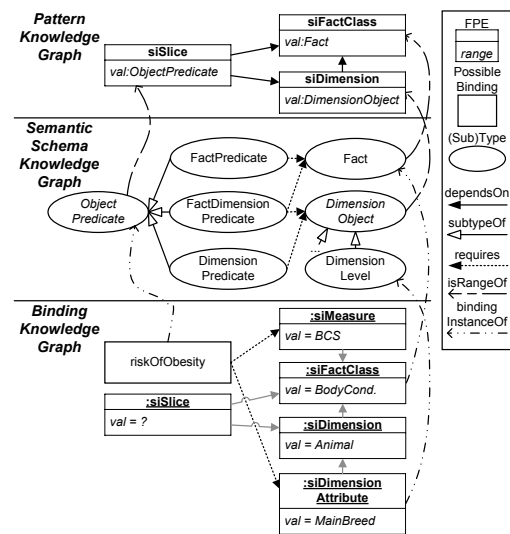 Pattern
Knowledge
Graph
siSlice
val:ObjectPredicate
siFactClass
val:Fact
siDimension
val:DimensionObject
Semantic
Schema
Knowledge
Graph
FactPredicate
Fact
Object
Predicate
FactDimension
Predicate
Dimension
Object
Dimension
Predicate
Dimension
Level
Binding
Knowledge
Graph
riskOfObesity
:siSlice
val = ?
:siMeasure
val = BCS
:siFactClass
val = BodyCond.
:siDimension
val = Animal
:siDimension
Attribute
val = MainBreed
FPE
range
Possible
Binding
(Sub)Type
dependsOn
subtypeOf
requires
isRangeOf
binding
InstanceOf